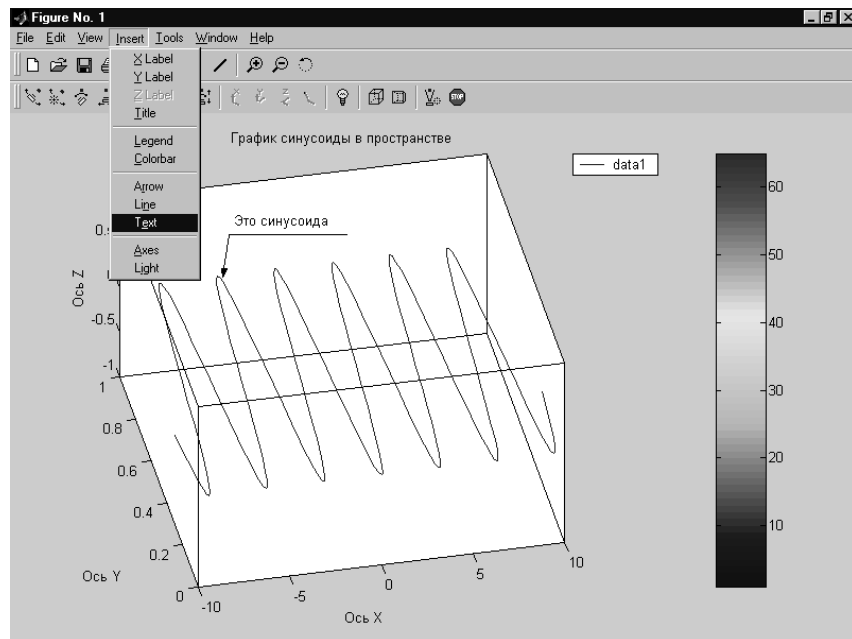 Figure No. 1
File Edit View Insert Tools Window Help
X Label
Y Label
Z Label
Title
Legend
Colorbar
Arrow
Line
Text
Axes
Light
STOP
График синусоиды в пространстве
data1
Это синусоида
Ось Z
0
-0.5
-1
1
0.8
0.6
0.4
0.2
0
Ось Y
-10
-5
0
5
10
Ось X
60
50
40
30
20
10